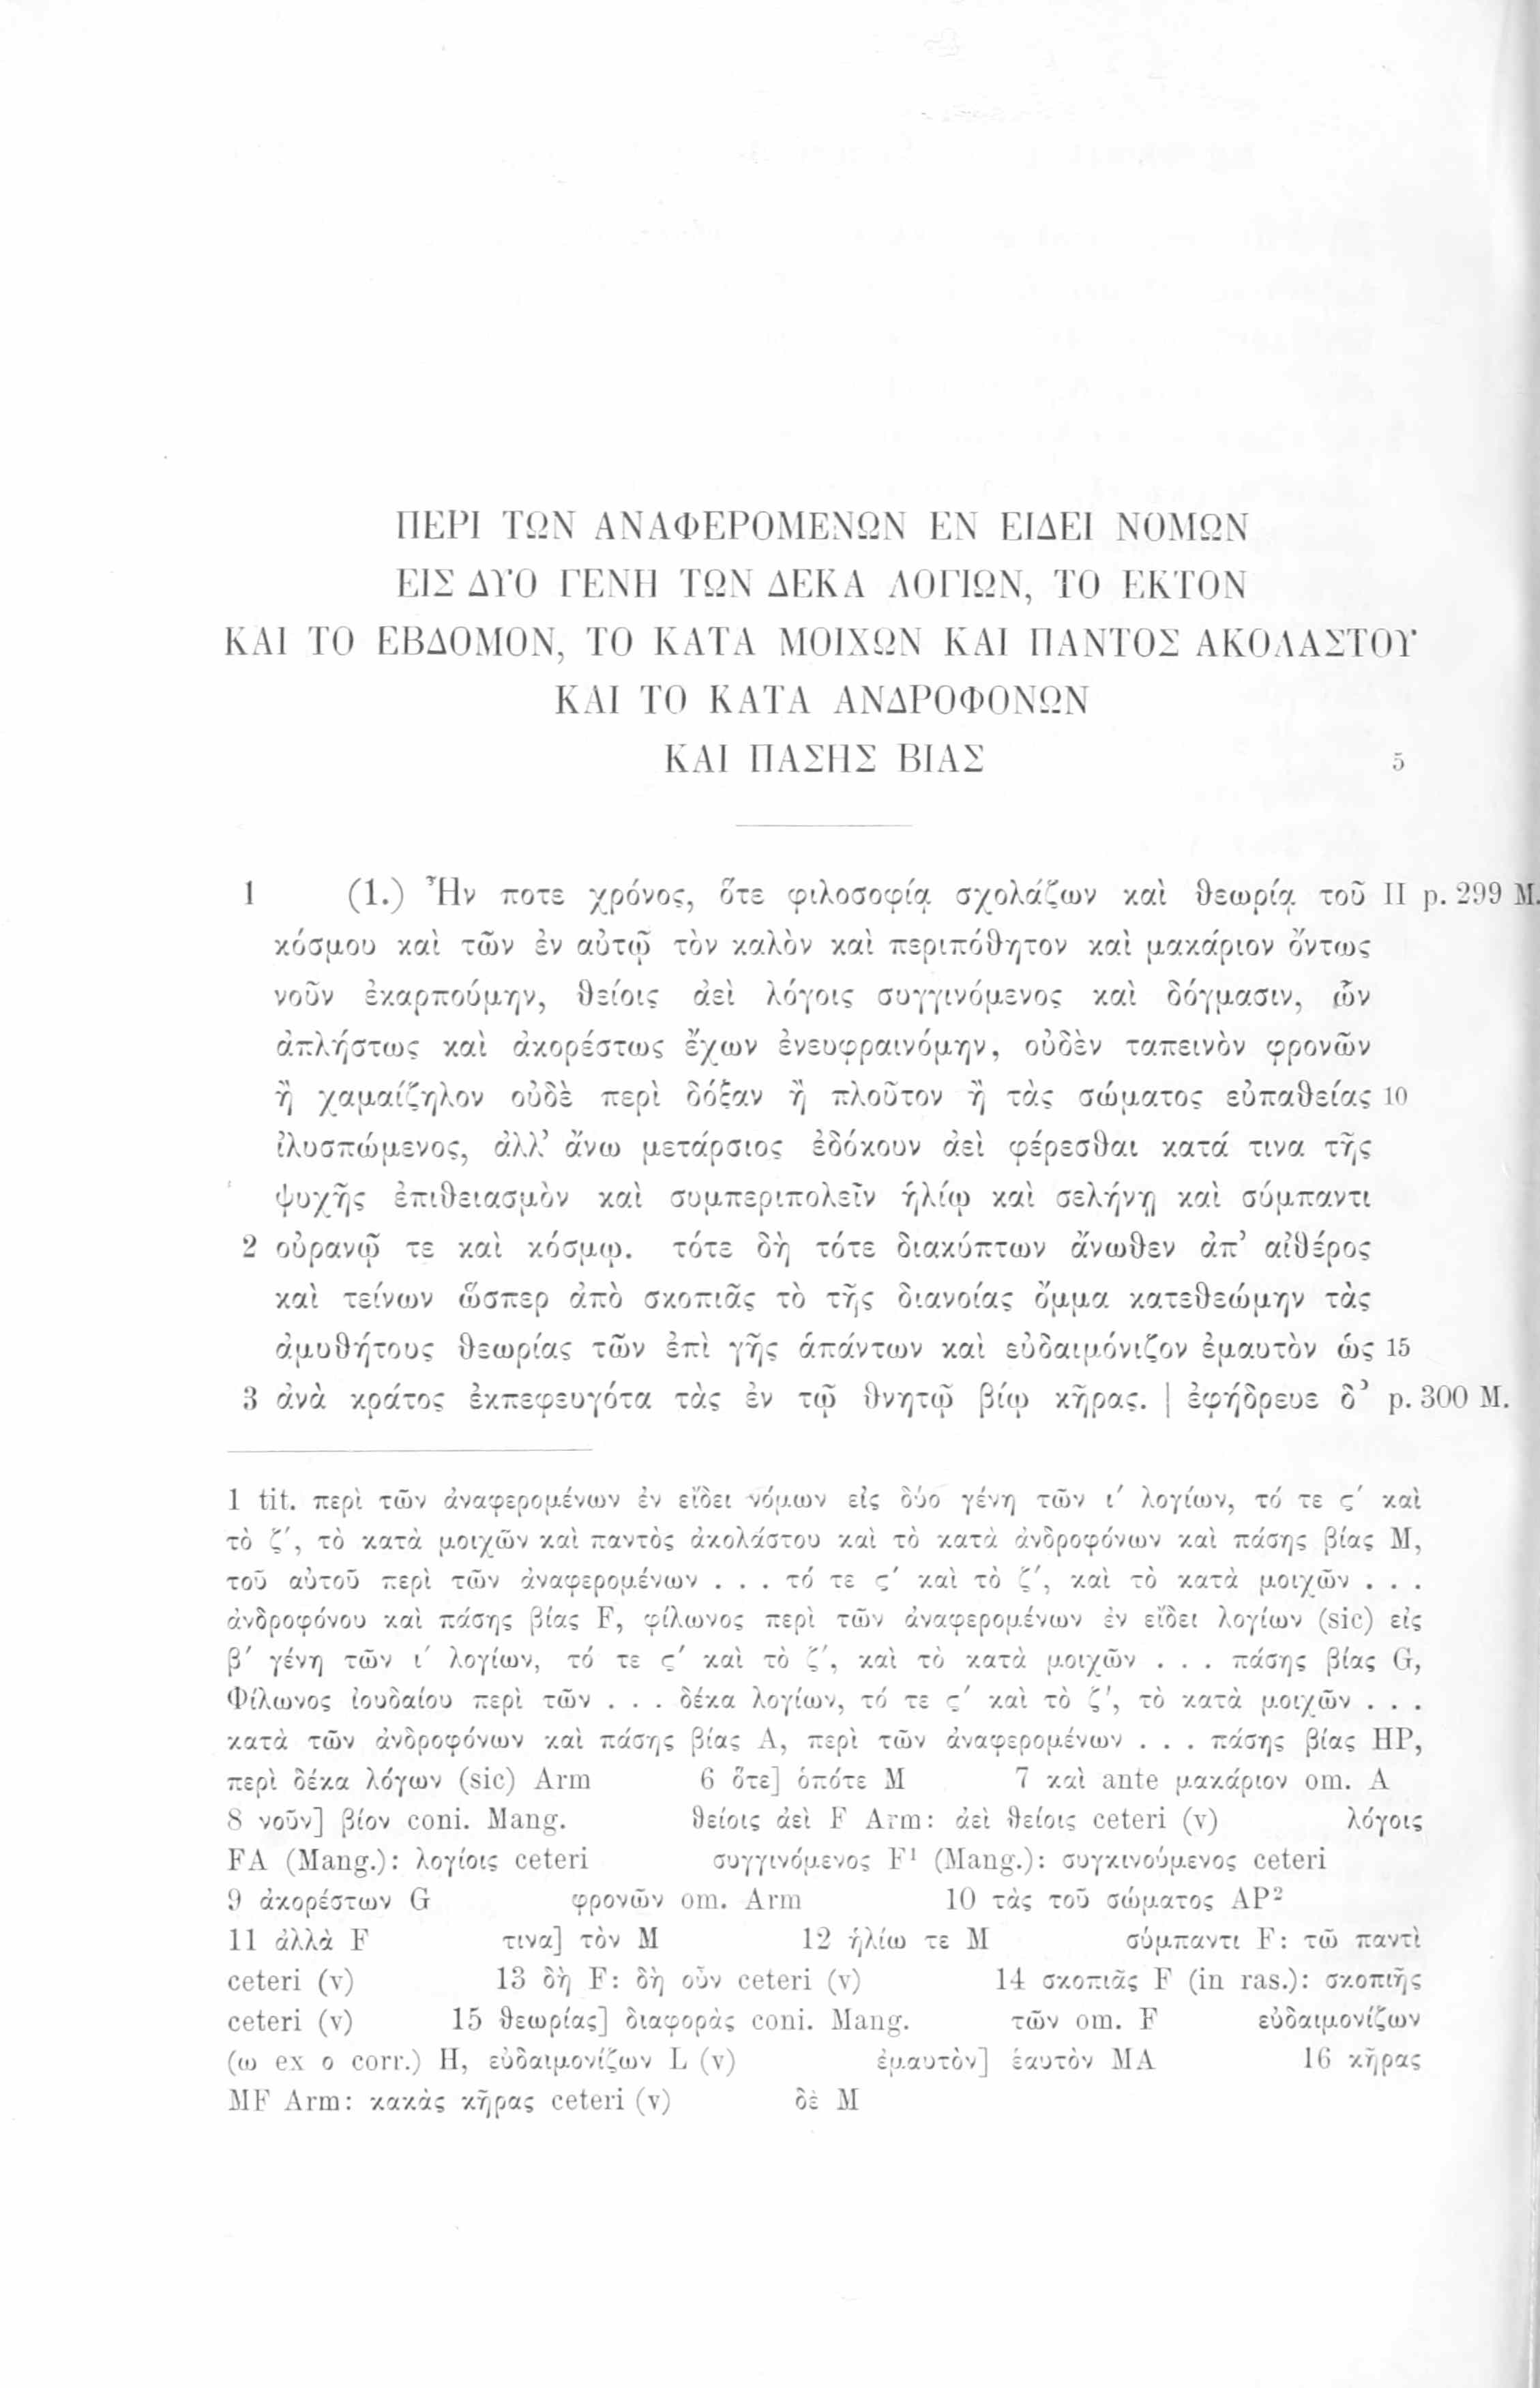 ΠΕΡΙ ΤΩΝ ΑΝΑΦΕΡΟΜΕΝΩΝ ΕΝ ΕΙΔΕΙ ΝΟΜΩΝ
ΕΙΣ ΔΥΟ ΓΕΝΗ ΤΩΝ ΔΕΚΑ ΛΟΓΙΩΝ, ΤΟ ΕΚΤΟΝ
ΚΑΙ ΤΟ ΕΒΔΟΜΟΝ, ΤΟ ΚΑΤΑ ΜΟΙΧΩΝ ΚΑΙ ΠΑΝΤΟΣ ΑΚΟΛΑΣΤΟΥ
ΚΑΙ ΤΟ ΚΑΤΑ ΑΝΔΡΟΦΟΝΩΝ
ΚΑΙ ΠΑΣΗΣ ΒΙΑΣ 5
1 (1.) Ἦν ποτε χρόνος, ὅτε φιλοσοφίᾳ σχολάζων καὶ θεωρίᾳ τοῦ II p. 299 M.
κόσμου καὶ τῶν ἐν αὐτῷ τὸν καλὸν καὶ περιπόθητον καὶ μακάριον ὄντως
νοῦν ἐκαρπούμην, θείοις ἀεὶ λόγοις συγγινόμενος καὶ δόγμασιν, ὧν
ἀπλήστως καὶ ἀκορέστως ἔχων ἐνευφραινόμην, οὐδὲν ταπεινὸν φρονῶν
ἢ χαμαίζηλον οὐδὲ περὶ δόξαν ἢ πλοῦτον ἢ τὰς σώματος εὐπαθείας 10
ἰλυσπώμενος, ἀλλ’ ἄνω μετάρσιος ἐδόκουν ἀεὶ φέρεσθαι κατά τινα τῆς
ψυχῆς ἐπιθειασμὸν καὶ συμπεριπολεῖν ἡλίῳ καὶ σελήνῃ καὶ σύμπαντι
2 οὐρανῷ τε καὶ κόσμῳ. τότε δὴ τότε διακύπτων ἄνωθεν ἀπ’ αἰθέρος
καὶ τείνων ὥσπερ ἀπὸ σκοπιᾶς τὸ τῆς διανοίας ὄμμα κατεθεώμην τὰς
ἀμυθήτους θεωρίας τῶν ἐπὶ γῆς ἁπάντων καὶ εὐδαιμόνιζον ἐμαυτὸν ὡς 15
3 ἀνὰ κράτος ἐκπεφευγότα τὰς ἐν τῷ θνητῷ βίῳ κῆρας. | ἐφήδρευε δ’ p. 300 M.
1 tit. περὶ τῶν ἀναφερομένων ἐν εἴδει νόμων εἰς δύο γένη τῶν ι′ λογίων, τό τε ς′ καὶ
τὸ ζ′, τὸ κατὰ μοιχῶν καὶ παντὸς ἀκολάστου καὶ τὸ κατὰ ἀνδροφόνων καὶ πάσης βίας M,
τοῦ αὐτοῦ περὶ τῶν ἀναφερομένων . . . τό τε ς′ καὶ τὸ ζ′, καὶ τὸ κατὰ μοιχῶν . . .
ἀνδροφόνου καὶ πάσης βίας F, φίλωνος περὶ τῶν ἀναφερομένων ἐν εἴδει λογίων (sic) εἰς
β′ γένη τῶν ι′ λογίων, τό τε ς′ καὶ τὸ ζ′, καὶ τὸ κατὰ μοιχῶν . . . πάσης βίας G,
Φίλωνος ἰουδαίου περὶ τῶν . . . δέκα λογίων, τό τε ς′ καὶ τὸ ζ′, τὸ κατὰ μοιχῶν . . .
κατὰ τῶν ἀνδροφόνων καὶ πάσης βίας A, περὶ τῶν ἀναφερομένων . . . πάσης βίας HP,
περὶ δέκα λόγων (sic) Arm 6 ὅτε] ὁπότε M 7 καὶ ante μακάριον om. A
8 νοῦν] βίον coni. Mang. θείοις ἀεὶ F Arm: ἀεὶ θείοις ceteri (v) λόγοις
FA (Mang.): λογίοις ceteri συγγινόμενος F¹ (Mang.): συγκινούμενος ceteri
9 ἀκορέστων G φρονῶν om. Arm 10 τὰς τοῦ σώματος AP²
11 ἀλλὰ F τινα] τὸν M 12 ἡλίω τε M σύμπαντι F: τῶ παντὶ
ceteri (v) 13 δὴ F: δὴ οὖν ceteri (v) 14 σκοπιᾶς F (in ras.): σκοπιῆς
ceteri (v) 15 θεωρίας] διαφορὰς coni. Mang. τῶν om. F εὐδαιμονίζων
(ω ex ο corr.) H, εὐδαιμονίζων L (v) ἐμαυτὸν] ἑαυτὸν MA 16 κῆρας
MF Arm: κακὰς κῆρας ceteri (v) δὲ M